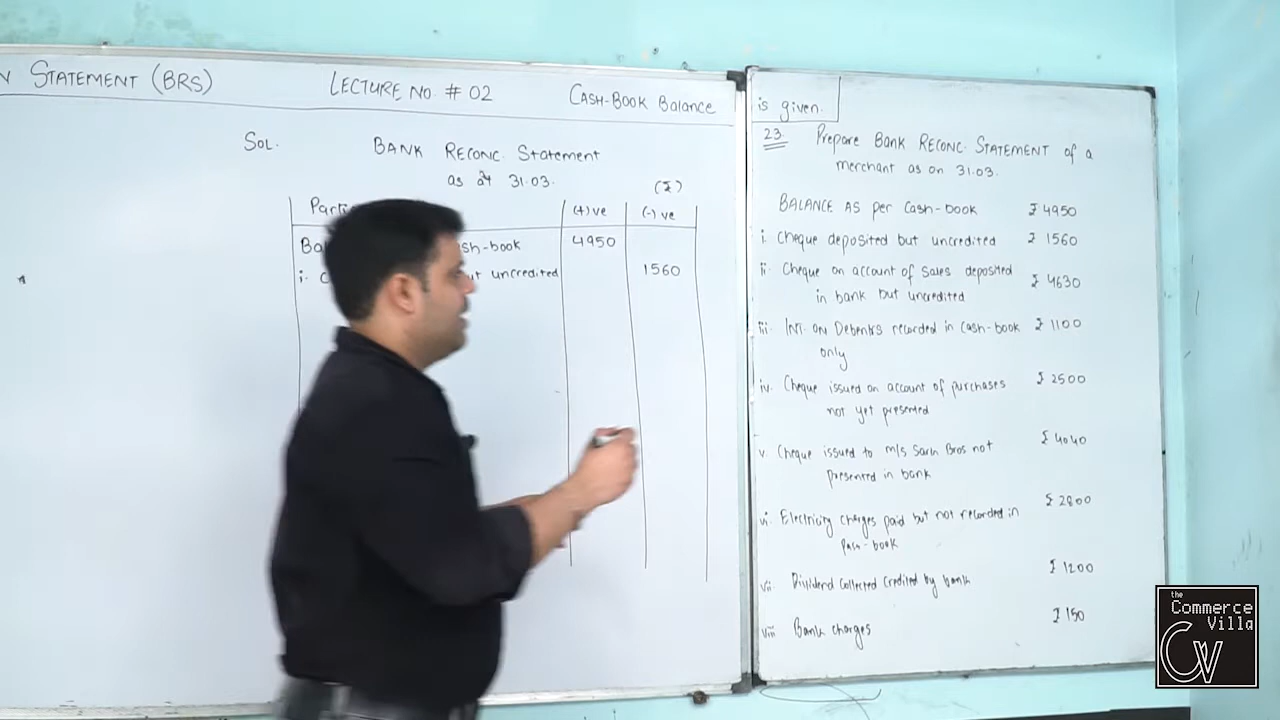 N STATEMENT (BRS) LECTURE NO. # 02 CASH-BOOK Balance
is given.
SOL. BANK RECONC. Statement
as at 31.03.
(₹)
(+)ve (-)ve
sh-book 4950
i. but uncredited 1560
23. Prepare BANK RECONC. STATEMENT of a
merchant as on 31.03.
BALANCE AS per Cash-book ₹ 4950
i. Cheque deposited but uncredited ₹ 1560
ii. Cheque on account of sales deposited
in bank but uncredited ₹ 4630
iii. Int. on Debents recorded in cash-book ₹ 1100
only
iv. Cheque issued on account of purchases ₹ 2500
not yet presented
v. Cheque issued to m/s Bros not ₹ 4040
presented in bank
vi. Electricity charges paid but not recorded in ₹ 2800
book
vii. Dividend collected credited by bank ₹ 1200
viii. Bank charges ₹ 150
the
Commerce
Villa
CV